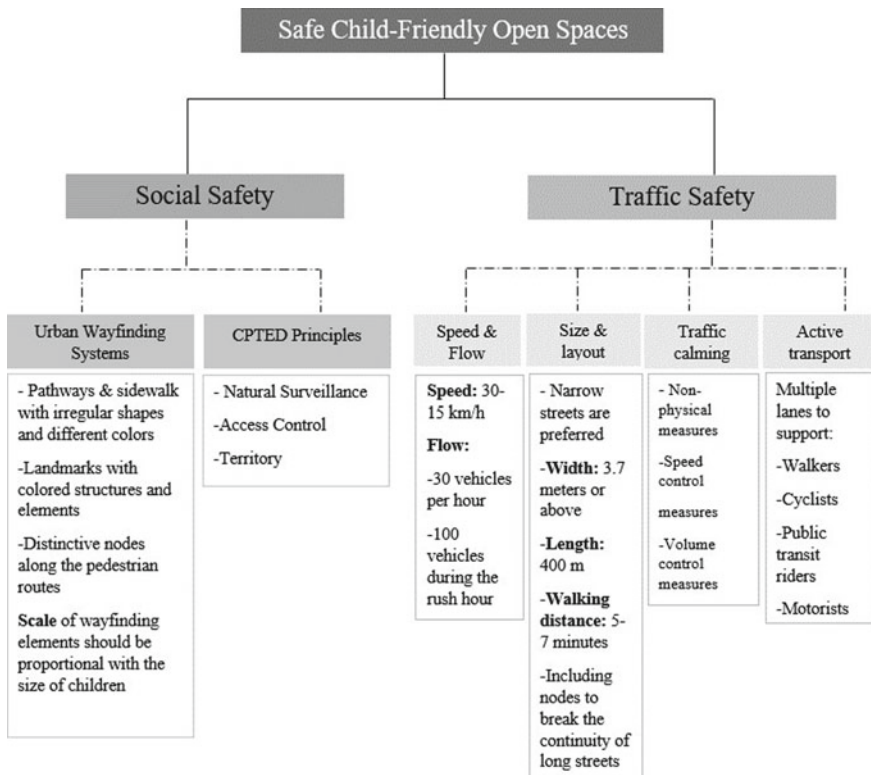 Safe Child-Friendly Open Spaces
Social Safety
Traffic Safety
Urban Wayfinding
Systems
CPTED Principles
Speed &
Flow
Size &
layout
Traffic
calming
Active
transport
- Pathways & sidewalk
with irregular shapes
and different colors
-Landmarks with
colored structures and
elements
-Distinctive nodes
along the pedestrian
routes
Scale of wayfinding
elements should be
proportional with the
size of children
- Natural Surveillance
-Access Control
-Territory
Speed: 30-
15 km/h
Flow:
-30 vehicles
per hour
-100
vehicles
during the
rush hour
- Narrow
streets are
preferred
-Width: 3.7
meters or
above
-Length:
400 m
-Walking
distance: 5-
7 minutes
-Including
nodes to
break the
continuity of
long streets
- Non-
physical
measures
-Speed
control
measures
-Volume
control
measures
Multiple
lanes to
support:
-Walkers
-Cyclists
-Public
transit
riders
-Motorists